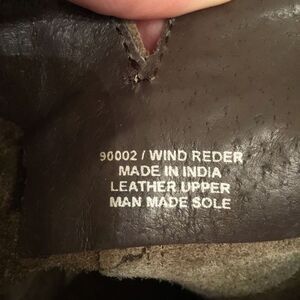 90002 / WIND REDER
MADE IN INDIA
LEATHER UPPER
MAN MADE SOLE